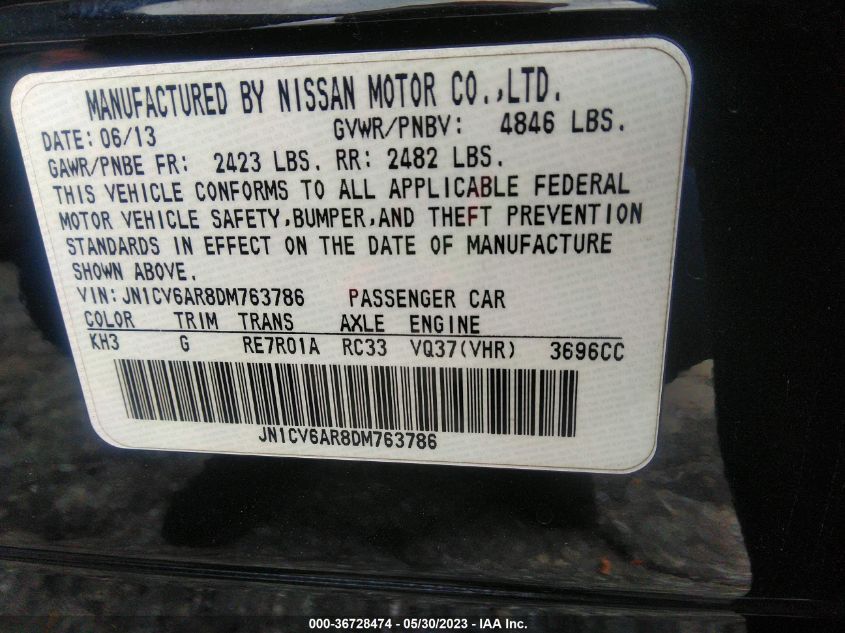 MANUFACTURED BY NISSAN MOTOR CO.,LTD.
DATE: 06/13 GVWR/PNBV: 4846 LBS.
GAWR/PNBE FR: 2423 LBS. RR: 2482 LBS.
THIS VEHICLE CONFORMS TO ALL APPLICABLE FEDERAL
MOTOR VEHICLE SAFETY,BUMPER,AND THEFT PREVENTION
STANDARDS IN EFFECT ON THE DATE OF MANUFACTURE
SHOWN ABOVE.
VIN: JN1CV6AR8DM763786 PASSENGER CAR
COLOR TRIM TRANS AXLE ENGINE
KH3 G RE7R01A RC33 VQ37(VHR) 3696CC
JN1CV6AR8DM763786
000-36728474 — 05/30/2023 — IAA Inc.